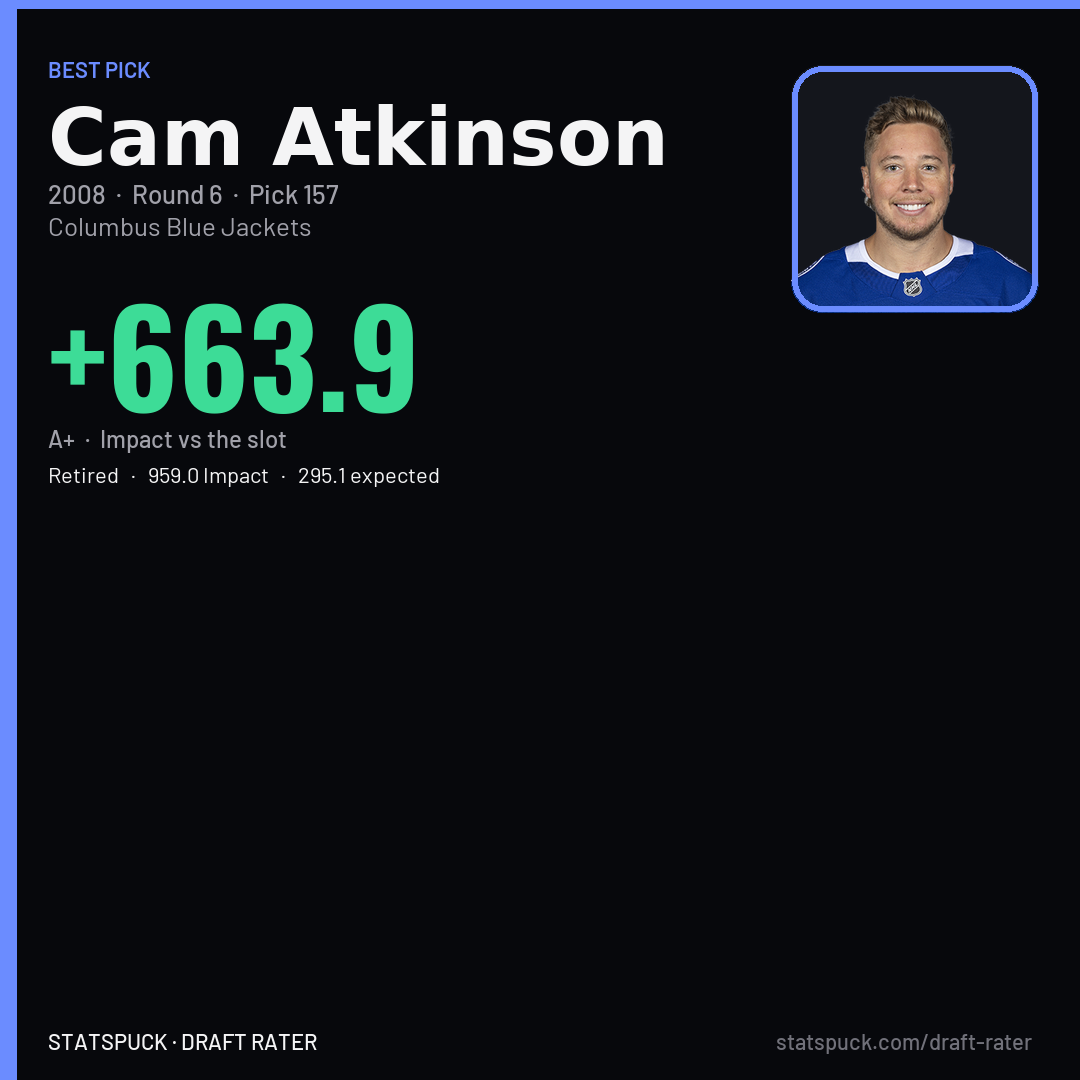 BEST PICK
Cam Atkinson
2008 · Round 6 · Pick 157
Columbus Blue Jackets
+663.9
A+ · Impact vs the slot
Retired · 959.0 Impact · 295.1 expected
STATSPUCK · DRAFT RATER
statspuck.com/draft-rater